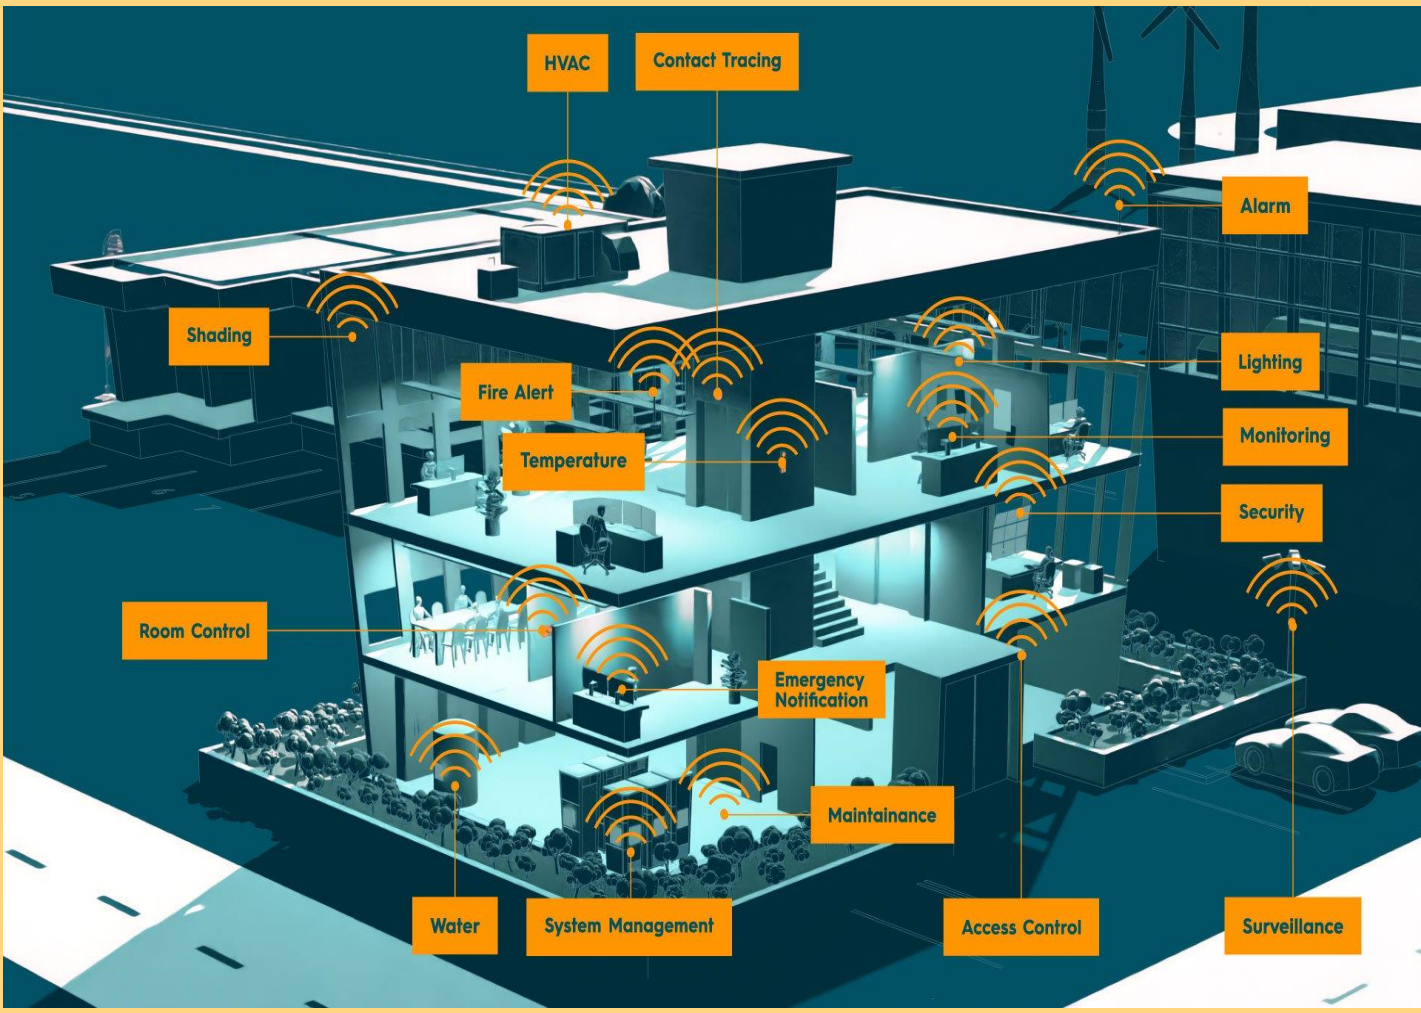 HVAC
Contact Tracing
Alarm
Shading
Lighting
Fire Alert
Monitoring
Temperature
Security
Room Control
Emergency
Notification
Maintainance
Water
System Management
Access Control
Surveillance